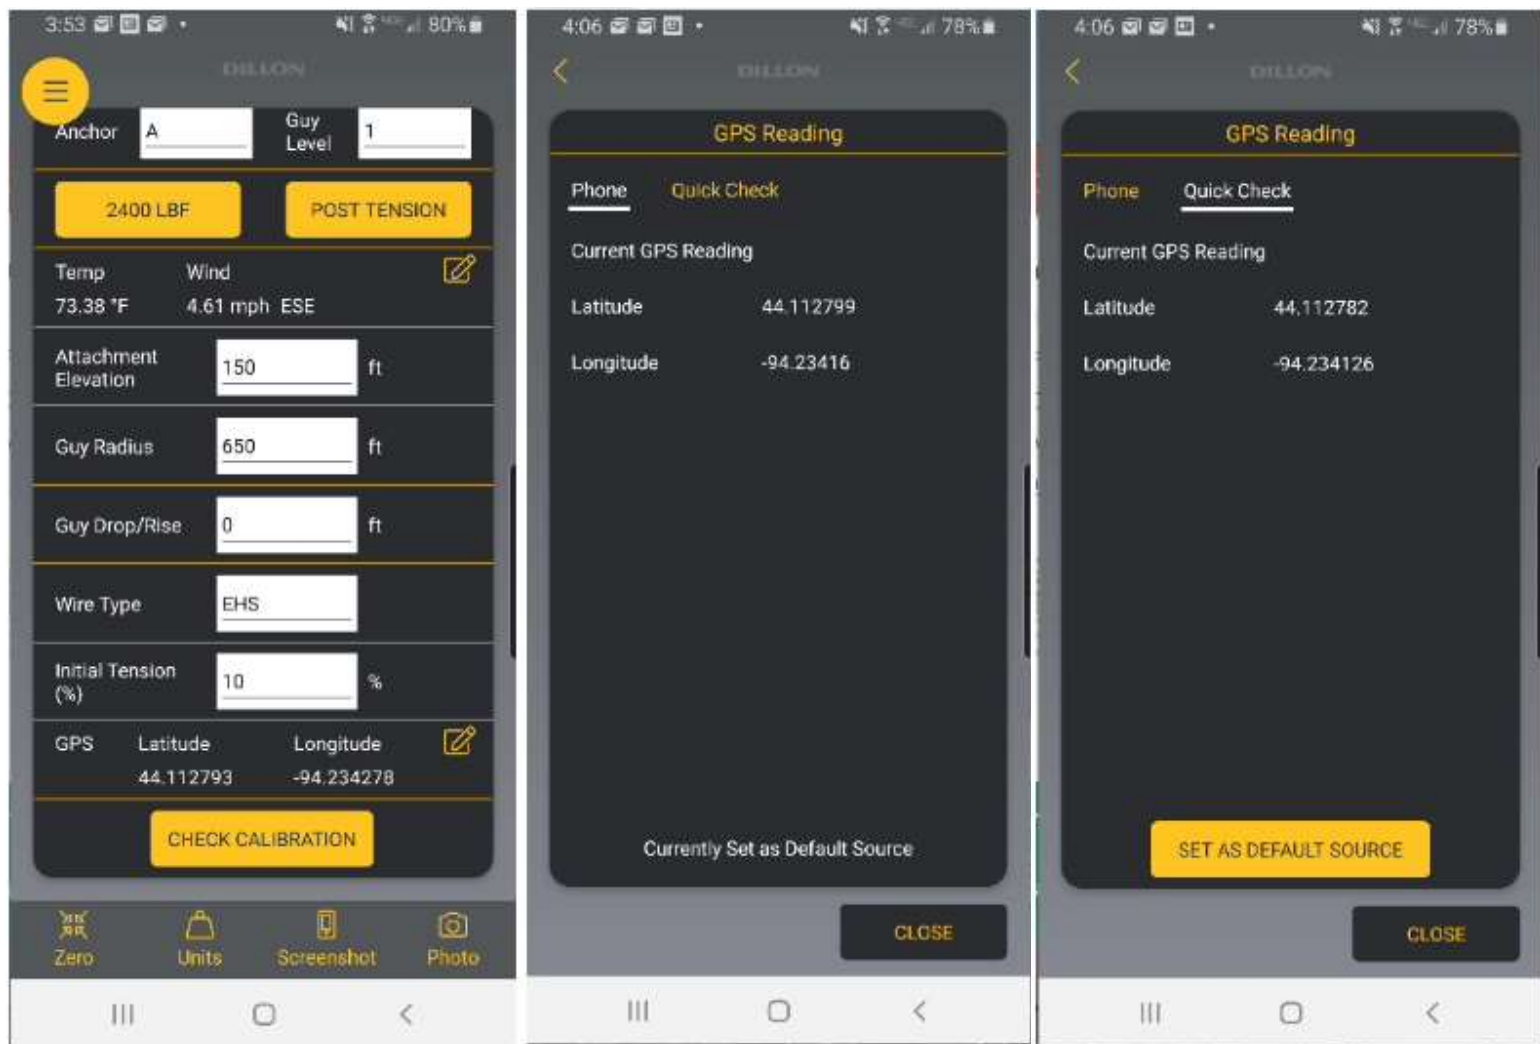 3:53
80%
DILLON
Anchor A Guy Level 1
2400 LBF POST TENSION
Temp Wind
73.38 °F 4.61 mph ESE
Attachment Elevation 150 ft
Guy Radius 650 ft
Guy Drop/Rise 0 ft
Wire Type EHS
Initial Tension (%) 10 %
GPS Latitude Longitude
44.112793 -94.234278
CHECK CALIBRATION
Zero Units Screenshot Photo
4:06
78%
DILLON
GPS Reading
Phone Quick Check
Current GPS Reading
Latitude 44.112799
Longitude -94.23416
Currently Set as Default Source
CLOSE
4:06
78%
DILLON
GPS Reading
Phone Quick Check
Current GPS Reading
Latitude 44.112782
Longitude -94.234126
SET AS DEFAULT SOURCE
CLOSE